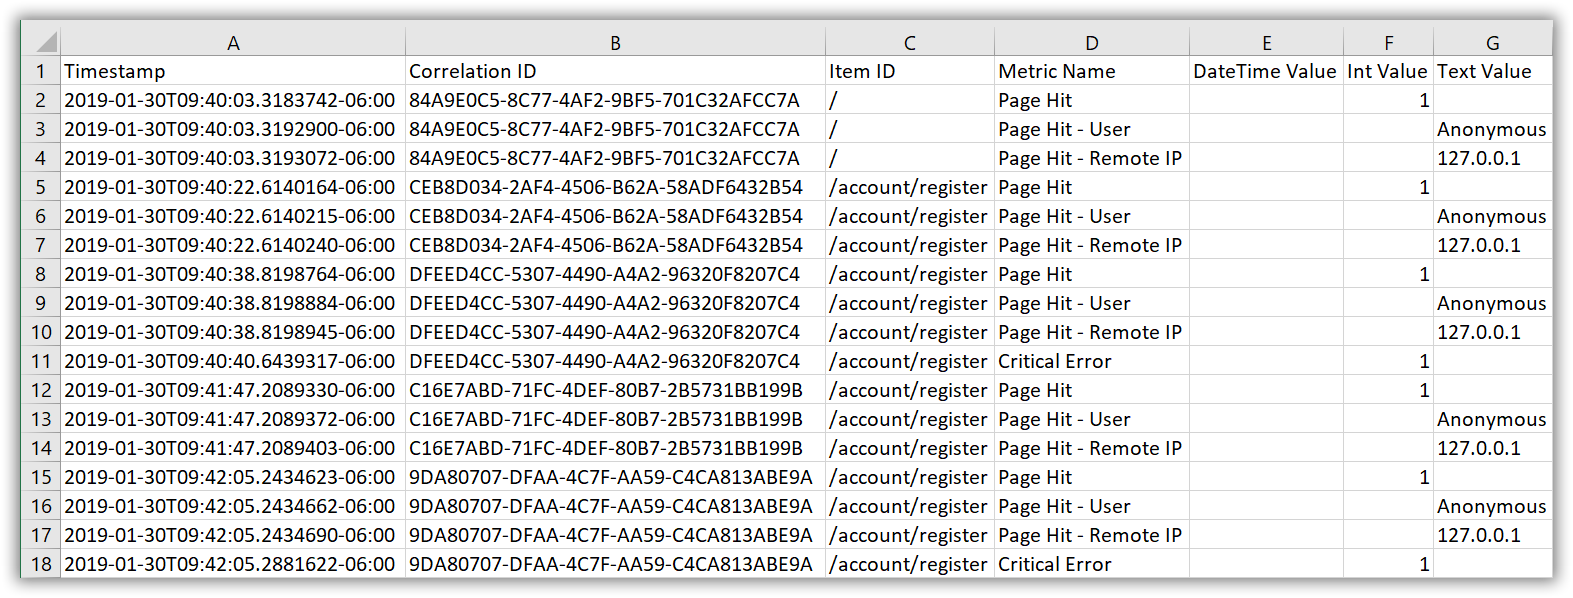 A B C D E F G
1 Timestamp Correlation ID Item ID Metric Name DateTime Value Int Value Text Value
2 2019-01-30T09:40:03.3183742-06:00 84A9E0C5-8C77-4AF2-9BF5-701C32AFCC7A / Page Hit 1
3 2019-01-30T09:40:03.3192900-06:00 84A9E0C5-8C77-4AF2-9BF5-701C32AFCC7A / Page Hit - User Anonymous
4 2019-01-30T09:40:03.3193072-06:00 84A9E0C5-8C77-4AF2-9BF5-701C32AFCC7A / Page Hit - Remote IP 127.0.0.1
5 2019-01-30T09:40:22.6140164-06:00 CEB8D034-2AF4-4506-B62A-58ADF6432B54 /account/register Page Hit 1
6 2019-01-30T09:40:22.6140215-06:00 CEB8D034-2AF4-4506-B62A-58ADF6432B54 /account/register Page Hit - User Anonymous
7 2019-01-30T09:40:22.6140240-06:00 CEB8D034-2AF4-4506-B62A-58ADF6432B54 /account/register Page Hit - Remote IP 127.0.0.1
8 2019-01-30T09:40:38.8198764-06:00 DFEED4CC-5307-4490-A4A2-96320F8207C4 /account/register Page Hit 1
9 2019-01-30T09:40:38.8198884-06:00 DFEED4CC-5307-4490-A4A2-96320F8207C4 /account/register Page Hit - User Anonymous
10 2019-01-30T09:40:38.8198945-06:00 DFEED4CC-5307-4490-A4A2-96320F8207C4 /account/register Page Hit - Remote IP 127.0.0.1
11 2019-01-30T09:40:40.6439317-06:00 DFEED4CC-5307-4490-A4A2-96320F8207C4 /account/register Critical Error 1
12 2019-01-30T09:41:47.2089330-06:00 C16E7ABD-71FC-4DEF-80B7-2B5731BB199B /account/register Page Hit 1
13 2019-01-30T09:41:47.2089372-06:00 C16E7ABD-71FC-4DEF-80B7-2B5731BB199B /account/register Page Hit - User Anonymous
14 2019-01-30T09:41:47.2089403-06:00 C16E7ABD-71FC-4DEF-80B7-2B5731BB199B /account/register Page Hit - Remote IP 127.0.0.1
15 2019-01-30T09:42:05.2434623-06:00 9DA80707-DFAA-4C7F-AA59-C4CA813ABE9A /account/register Page Hit 1
16 2019-01-30T09:42:05.2434662-06:00 9DA80707-DFAA-4C7F-AA59-C4CA813ABE9A /account/register Page Hit - User Anonymous
17 2019-01-30T09:42:05.2434690-06:00 9DA80707-DFAA-4C7F-AA59-C4CA813ABE9A /account/register Page Hit - Remote IP 127.0.0.1
18 2019-01-30T09:42:05.2881622-06:00 9DA80707-DFAA-4C7F-AA59-C4CA813ABE9A /account/register Critical Error 1